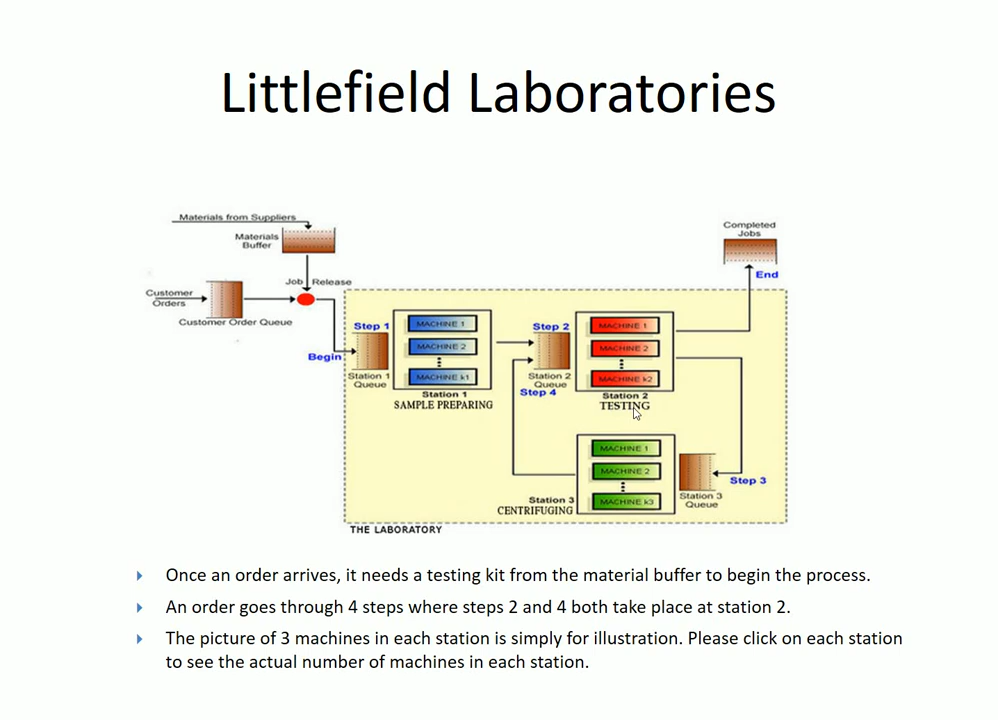 Littlefield Laboratories
Materials from Suppliers
Materials
Buffer
Completed
Jobs
End
Job Release
Customer
Orders
Customer Order Queue
Begin
Step 1
Station 1
Queue
MACHINE 1
MACHINE 2
MACHINE k1
Station 1
SAMPLE PREPARING
Step 2
Station 2
Queue
Step 4
MACHINE 1
MACHINE 2
MACHINE k2
Station 2
TESTING
MACHINE 1
MACHINE 2
MACHINE k3
Station 3
CENTRIFUGING
Step 3
Station 3
Queue
THE LABORATORY
Once an order arrives, it needs a testing kit from the material buffer to begin the process.
An order goes through 4 steps where steps 2 and 4 both take place at station 2.
The picture of 3 machines in each station is simply for illustration. Please click on each station
to see the actual number of machines in each station.